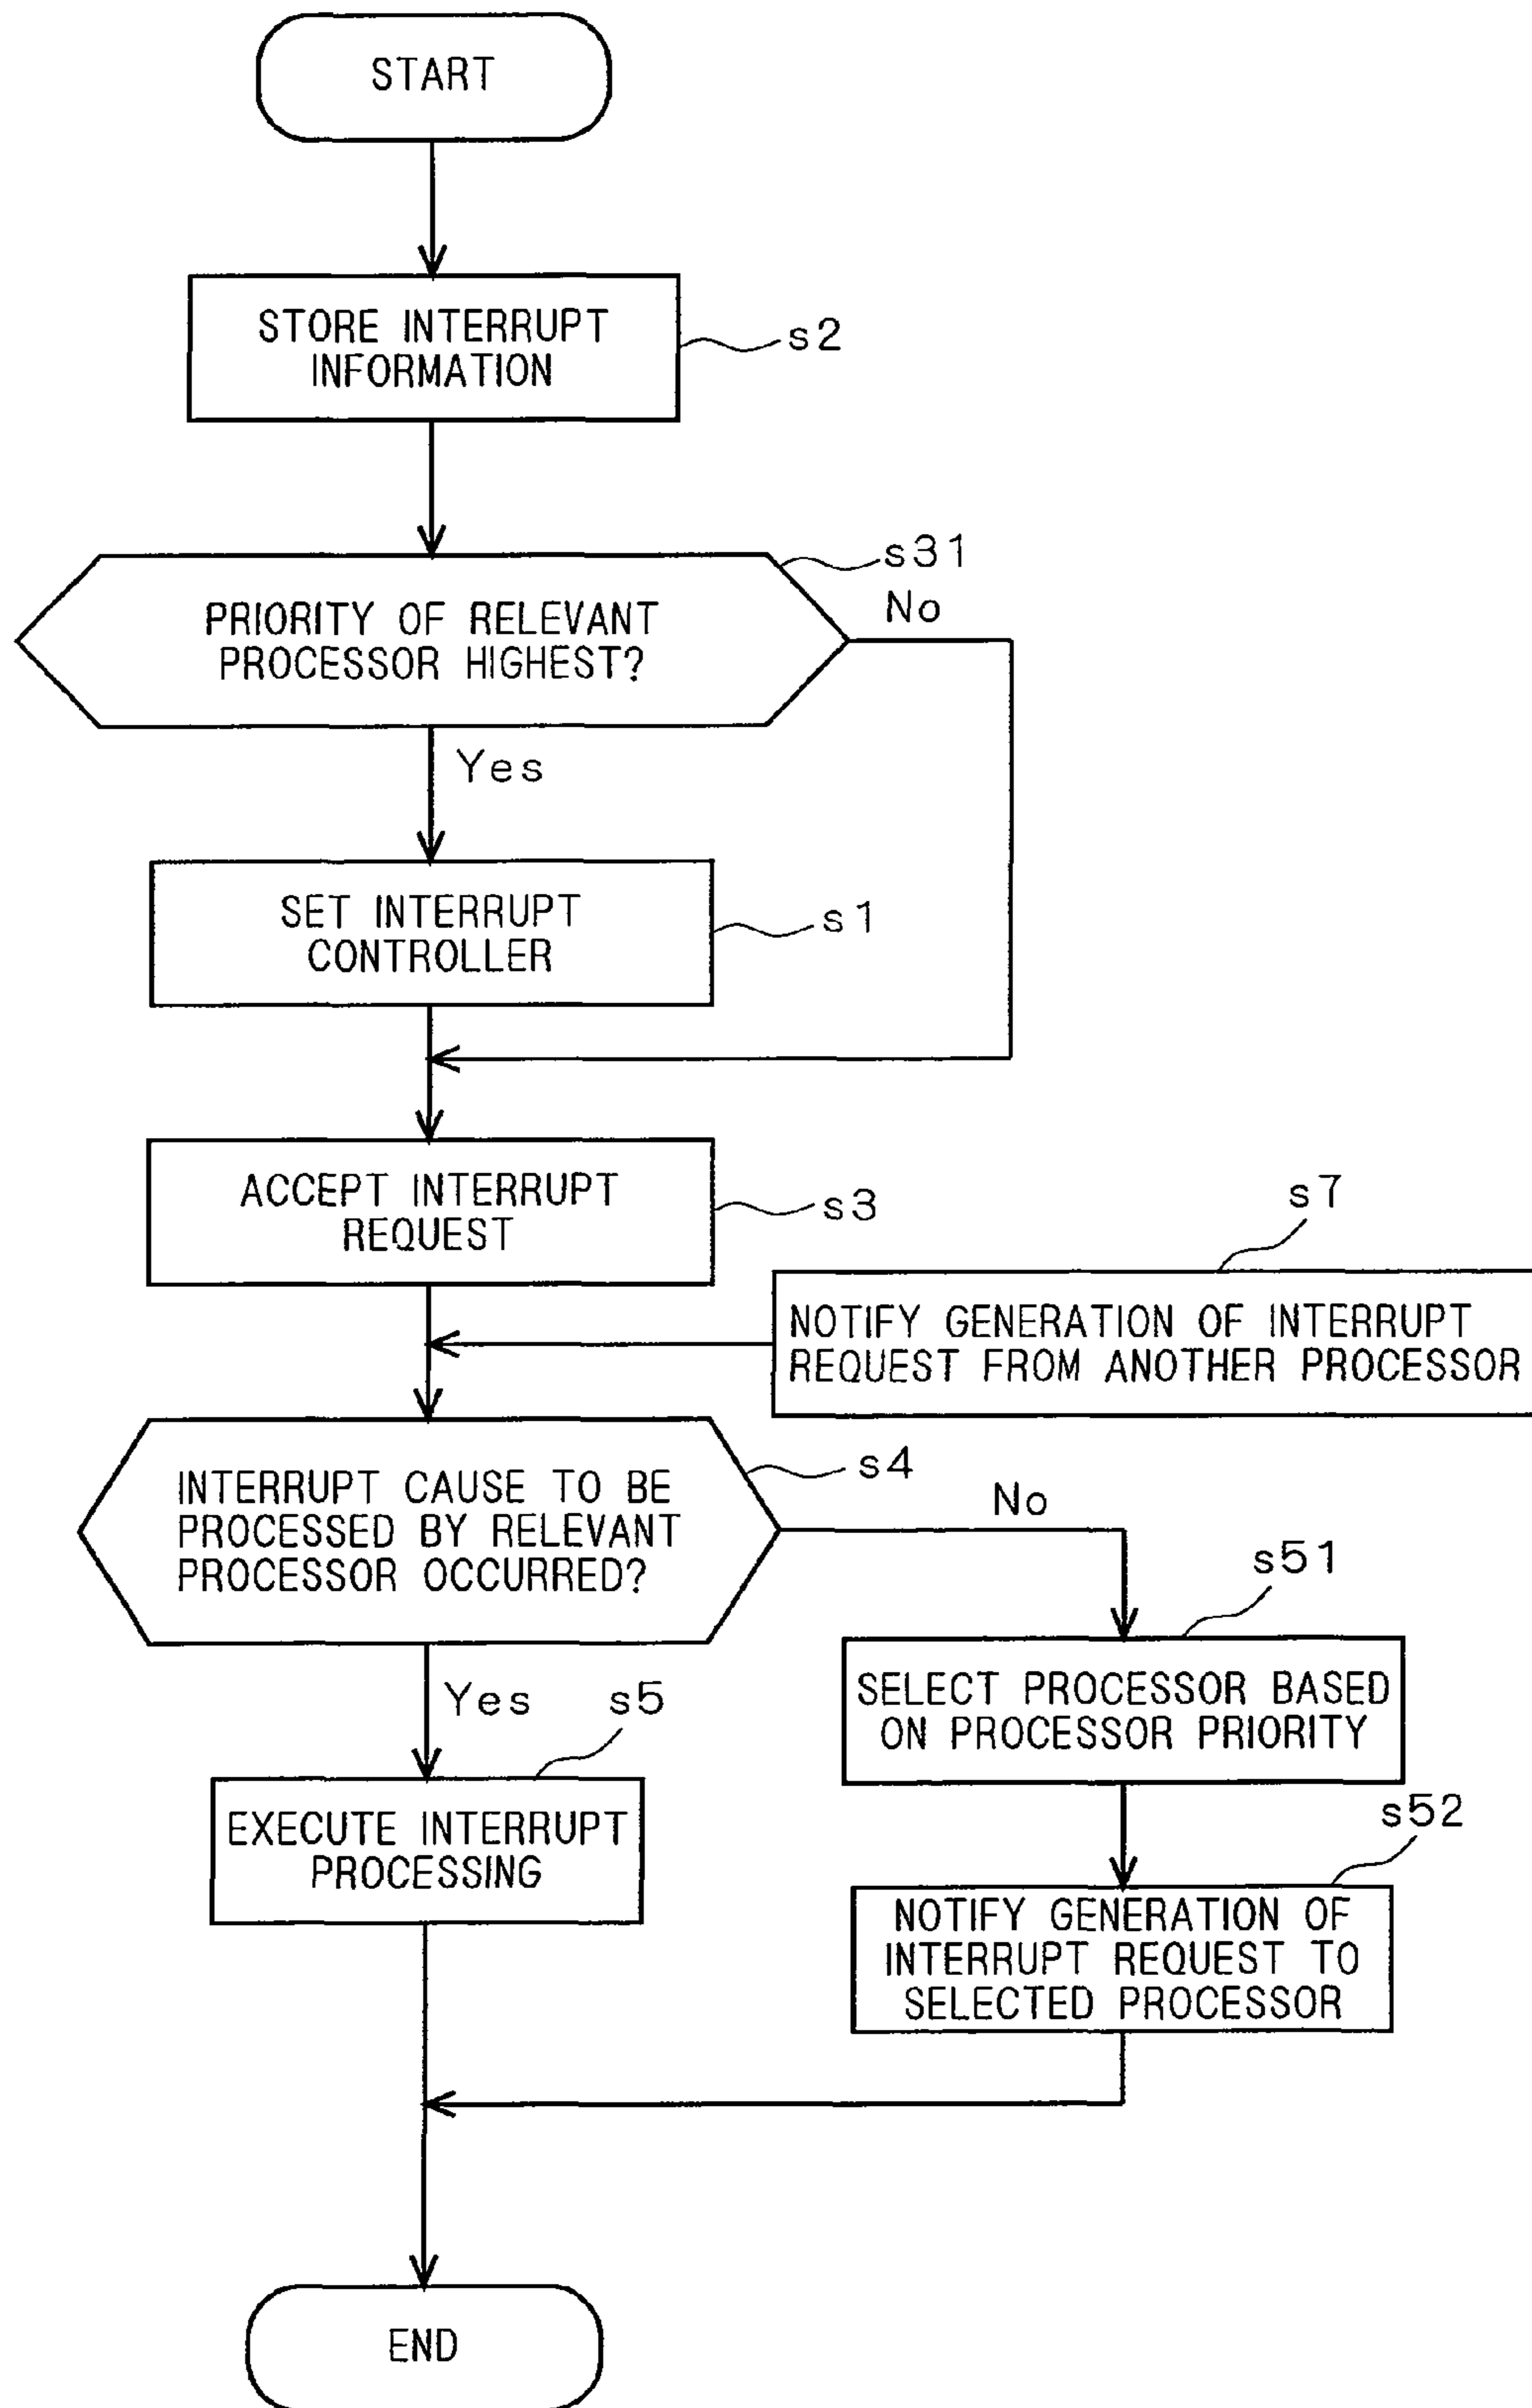 START
STORE INTERRUPT
INFORMATION
s2
s31
PRIORITY OF RELEVANT
PROCESSOR HIGHEST?
No
Yes
SET INTERRUPT
CONTROLLER
s1
ACCEPT INTERRUPT
REQUEST
s3
s7
NOTIFY GENERATION OF INTERRUPT
REQUEST FROM ANOTHER PROCESSOR
s4
INTERRUPT CAUSE TO BE
PROCESSED BY RELEVANT
PROCESSOR OCCURRED?
No
s51
SELECT PROCESSOR BASED
ON PROCESSOR PRIORITY
Yes
s5
EXECUTE INTERRUPT
PROCESSING
s52
NOTIFY GENERATION OF
INTERRUPT REQUEST TO
SELECTED PROCESSOR
END